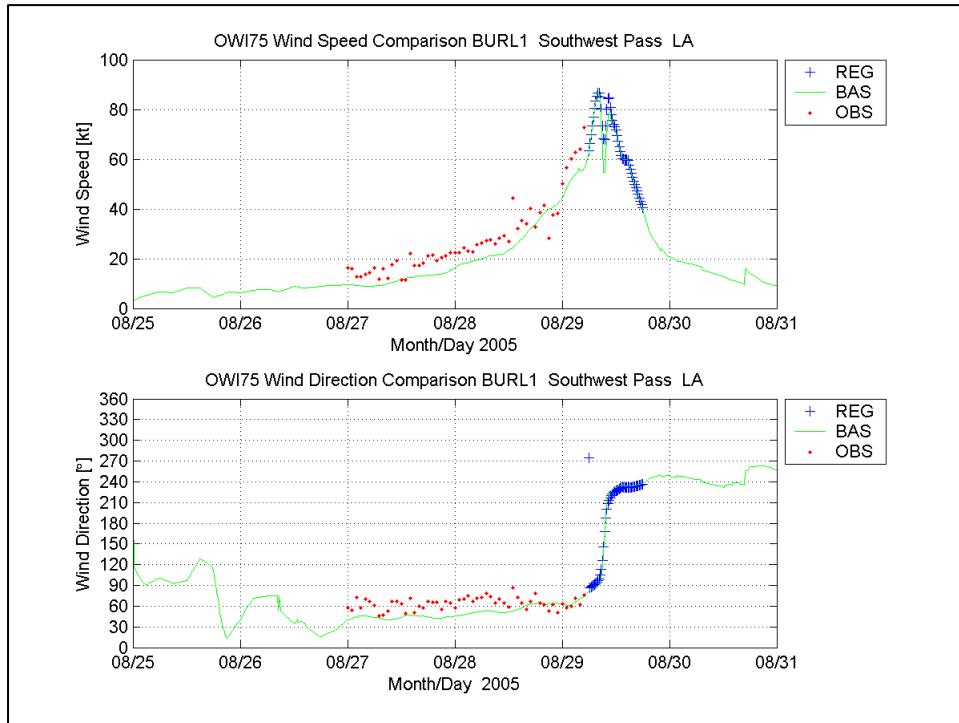 OWI75 Wind Speed Comparison BURL1 Southwest Pass LA
100
80
60
40
20
0
Wind Speed [kt]
08/25 08/26 08/27 08/28 08/29 08/30 08/31
Month/Day 2005
REG
BAS
OBS
OWI75 Wind Direction Comparison BURL1 Southwest Pass LA
360
330
300
270
240
210
180
150
120
90
60
30
0
Wind Direction [°]
08/25 08/26 08/27 08/28 08/29 08/30 08/31
Month/Day 2005
REG
BAS
OBS